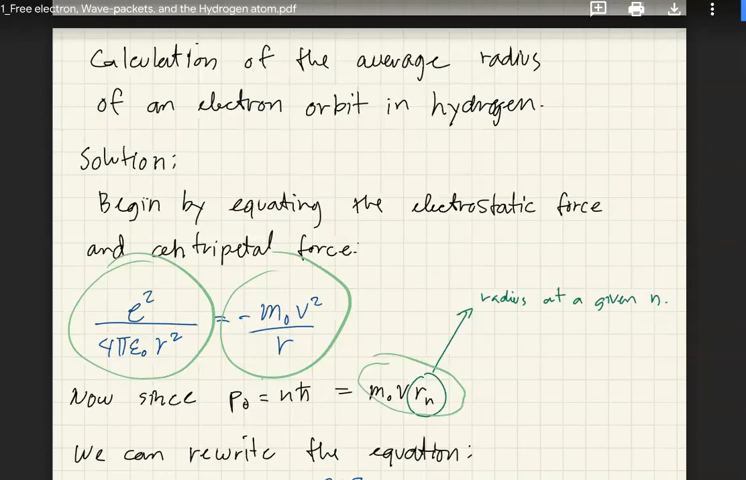 1_Free electron, Wave-packets, and the Hydrogen atom.pdf
Calculation of the average radius
of an electron orbit in hydrogen.
Solution:
Begin by equating the electrostatic force
and centripetal force:
e² / 4πε₀r² = - m₀v² / r
radius at a given n.
Now since p_θ = nħ = m₀v r_n
We can rewrite the equation: